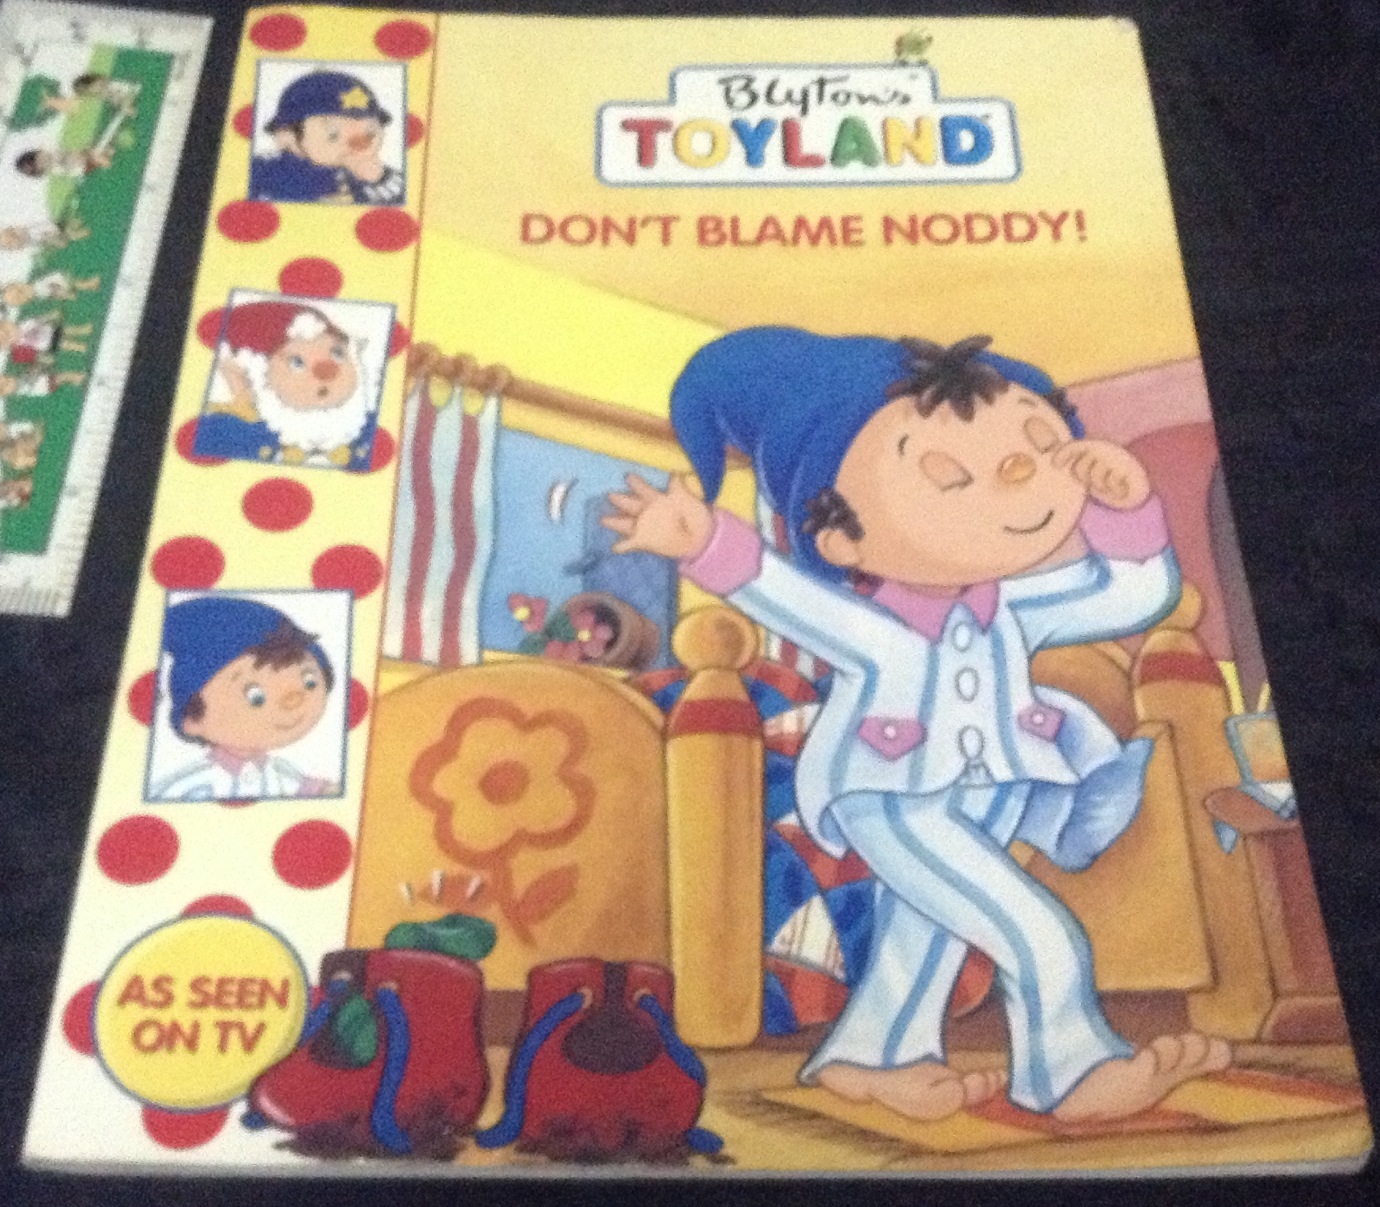 Blyton's
TOYLAND
DON'T BLAME NODDY!
AS SEEN
ON TV